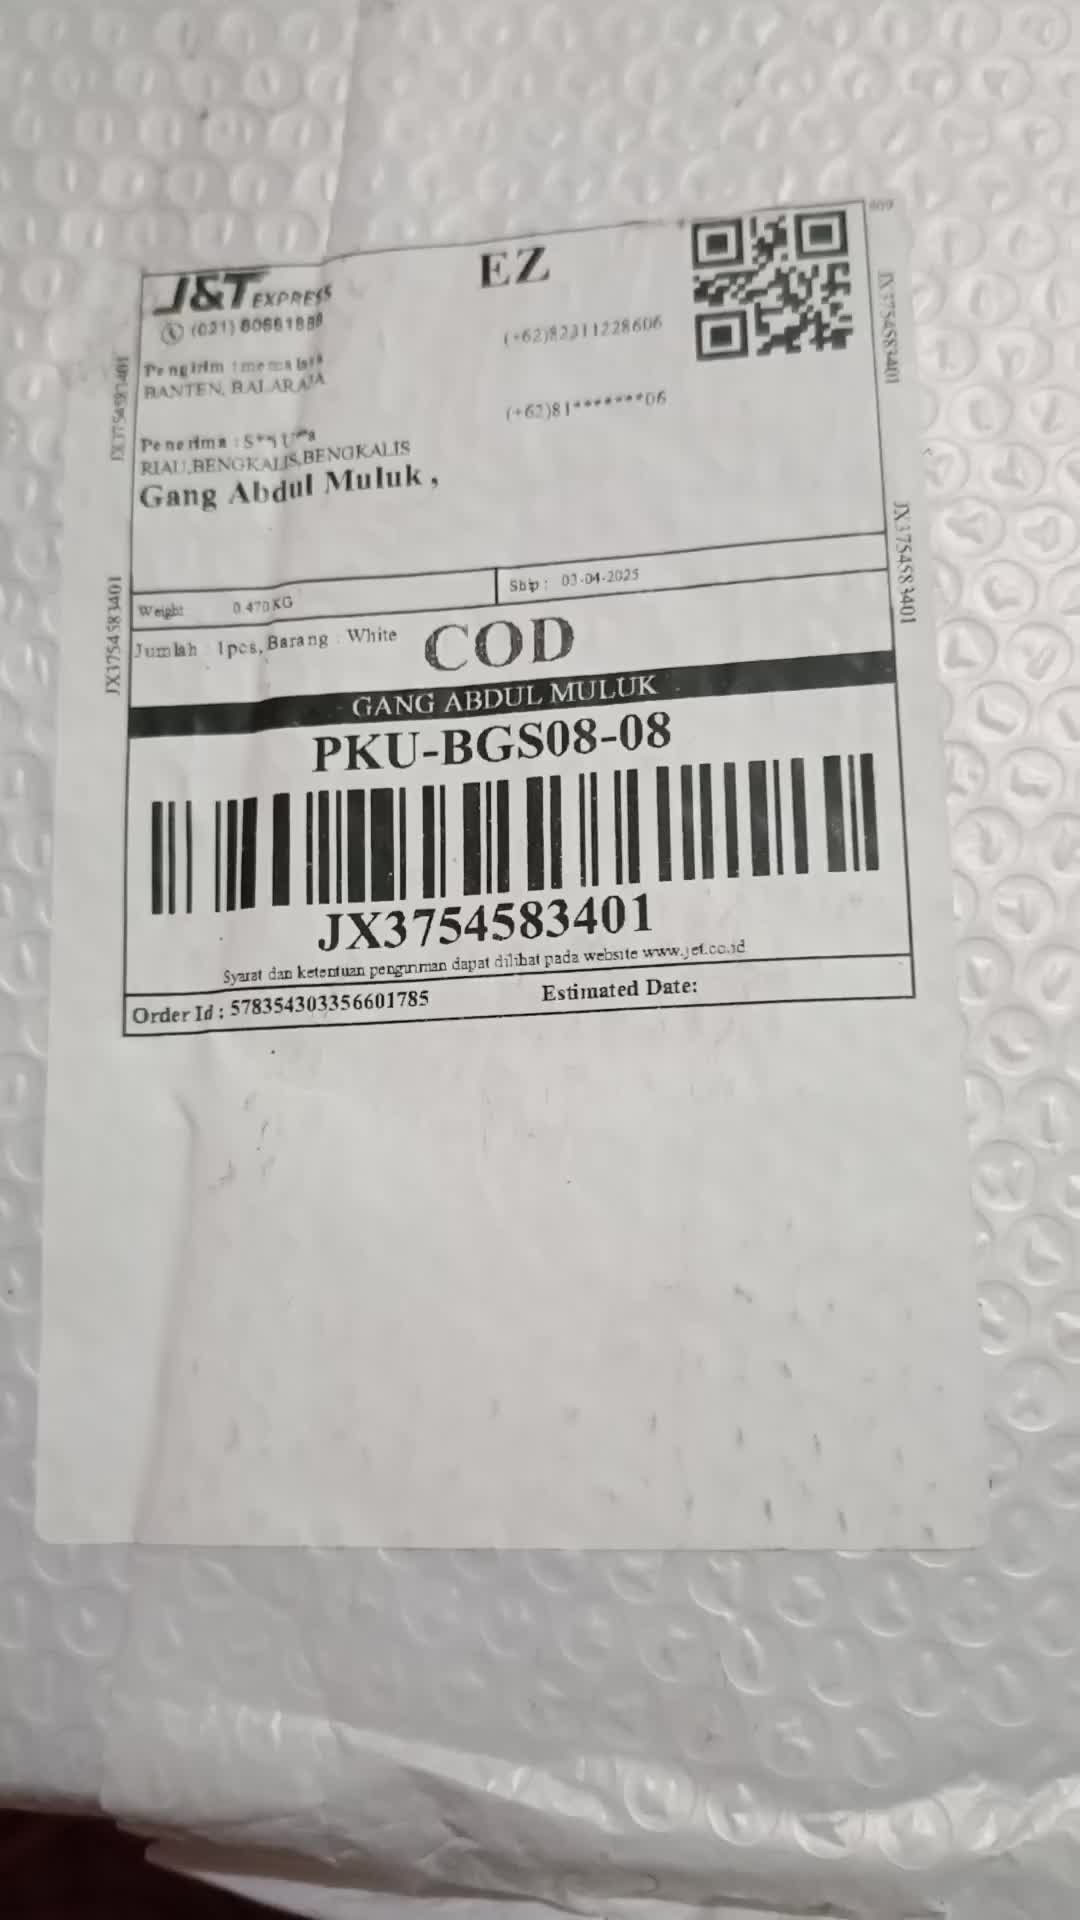 J&T EXPRESS
EZ
(021) 80661888
(+62)82311228606
Pengirim :
BANTEN, BALARAJA
(+62)81*******06
Penerima :
RIAU,BENGKALIS,BENGKALIS
Gang Abdul Muluk ,
Weight 0.470 KG
Ship : 03-04-2025
Jumlah : 1pcs, Barang : White
COD
GANG ABDUL MULUK
PKU-BGS08-08
JX3754583401
Syarat dan ketentuan pengiriman dapat dilihat pada website www.jet.co.id
Order Id : 578354303356601785
Estimated Date:
JX3754583401
JX3754583401
JX3754583401
JX3754583401